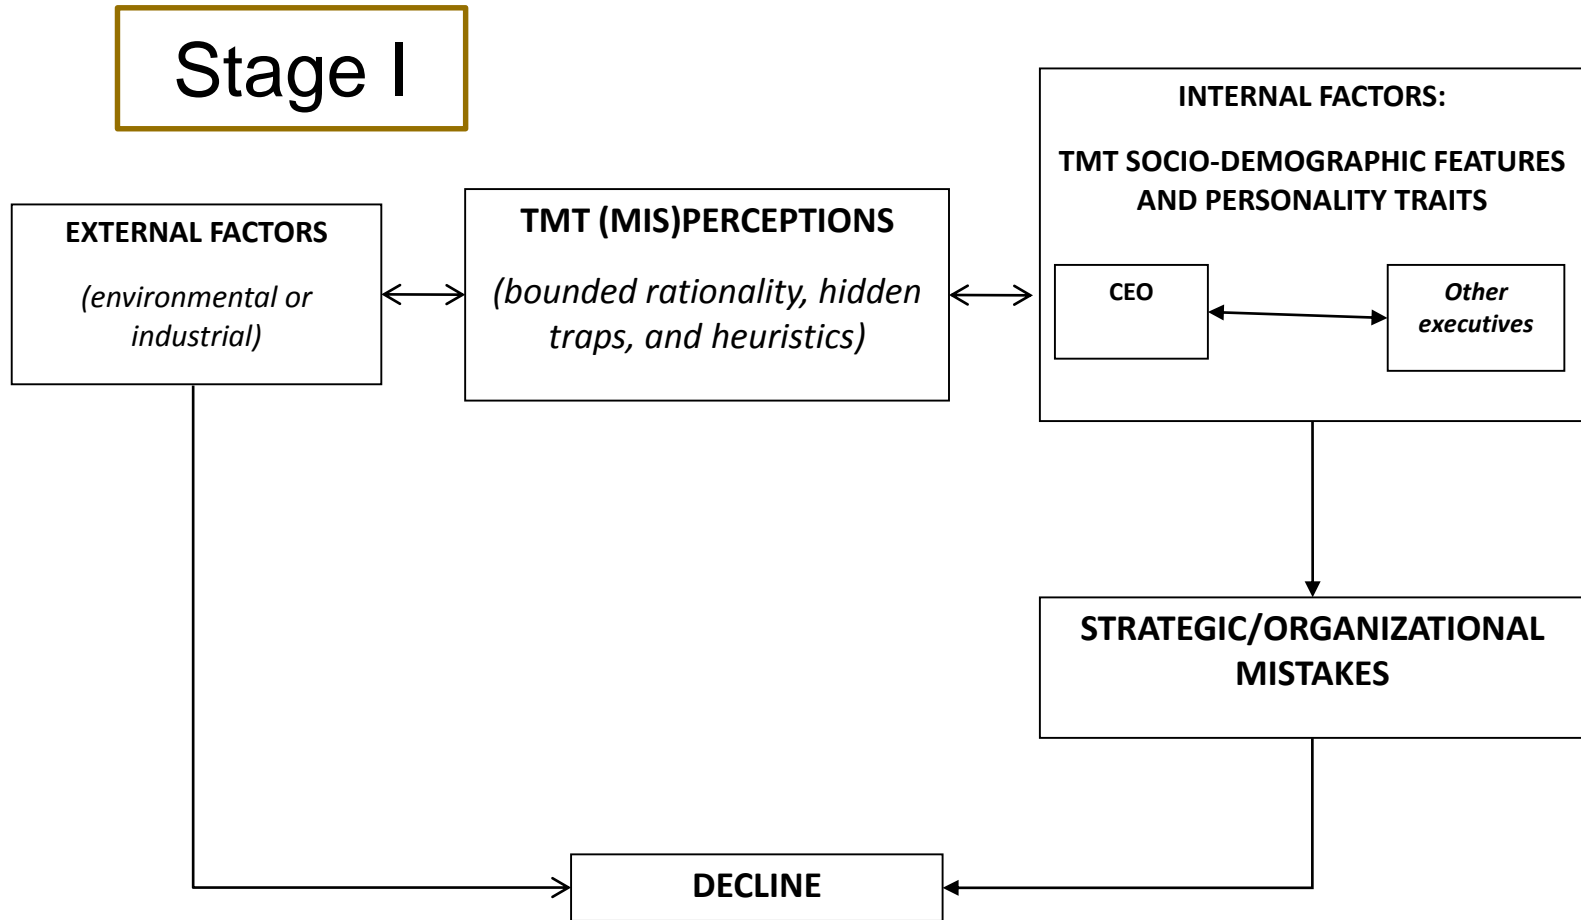 Stage I
EXTERNAL FACTORS
(environmental or
industrial)
TMT (MIS)PERCEPTIONS
(bounded rationality, hidden
traps, and heuristics)
INTERNAL FACTORS:
TMT SOCIO-DEMOGRAPHIC FEATURES
AND PERSONALITY TRAITS
CEO
Other
executives
STRATEGIC/ORGANIZATIONAL
MISTAKES
DECLINE